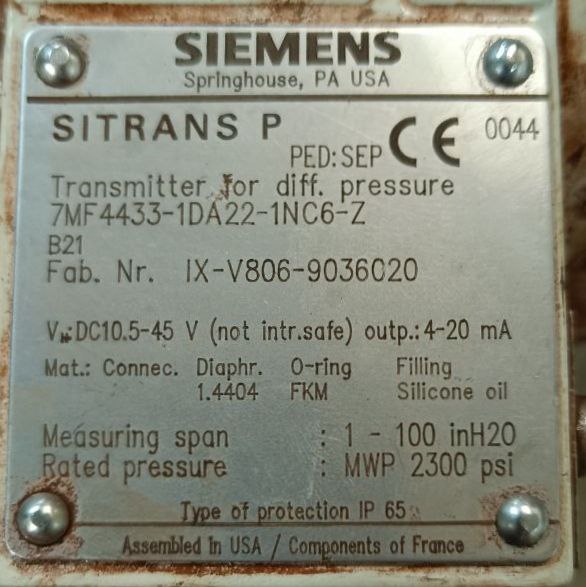 SIEMENS
Springhouse, PA USA
SITRANS P
PED:SEP CE 0044
Transmitter for diff. pressure
7MF4433-1DA22-1NC6-Z
B21
Fab. Nr. IX-V806-9036020
VH:DC10.5-45 V (not intr.safe) outp.:4-20 mA
Mat.: Connec. Diaphr. O-ring Filling
1.4404 FKM Silicone oil
Measuring span : 1 - 100 inH2O
Rated pressure : MWP 2300 psi
Type of protection IP 65
Assembled In USA / Components of France